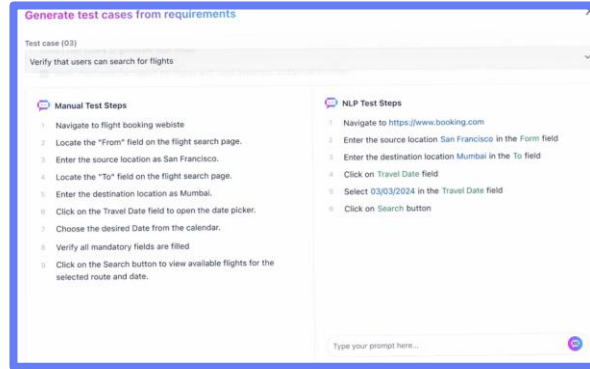 Generate test cases from requirements
Test case (03)
Verify that users can search for flights
Manual Test Steps
1 Navigate to flight booking webiste
2 Locate the "From" field on the flight search page.
3 Enter the source location as San Francisco.
4 Locate the "To" field on the flight search page.
5 Enter the destination location as Mumbai.
6 Click on the Travel Date field to open the date picker.
7 Choose the desired Date from the calendar.
8 Verify all mandatory fields are filled
9 Click on the Search button to view available flights for the
selected route and date.
NLP Test Steps
1 Navigate to https://www.booking.com
2 Enter the source location San Francisco in the Form field
3 Enter the destination location Mumbai in the To field
4 Click on Travel Date field
5 Select 03/03/2024 in the Travel Date field
6 Click on Search button
Type your prompt here...